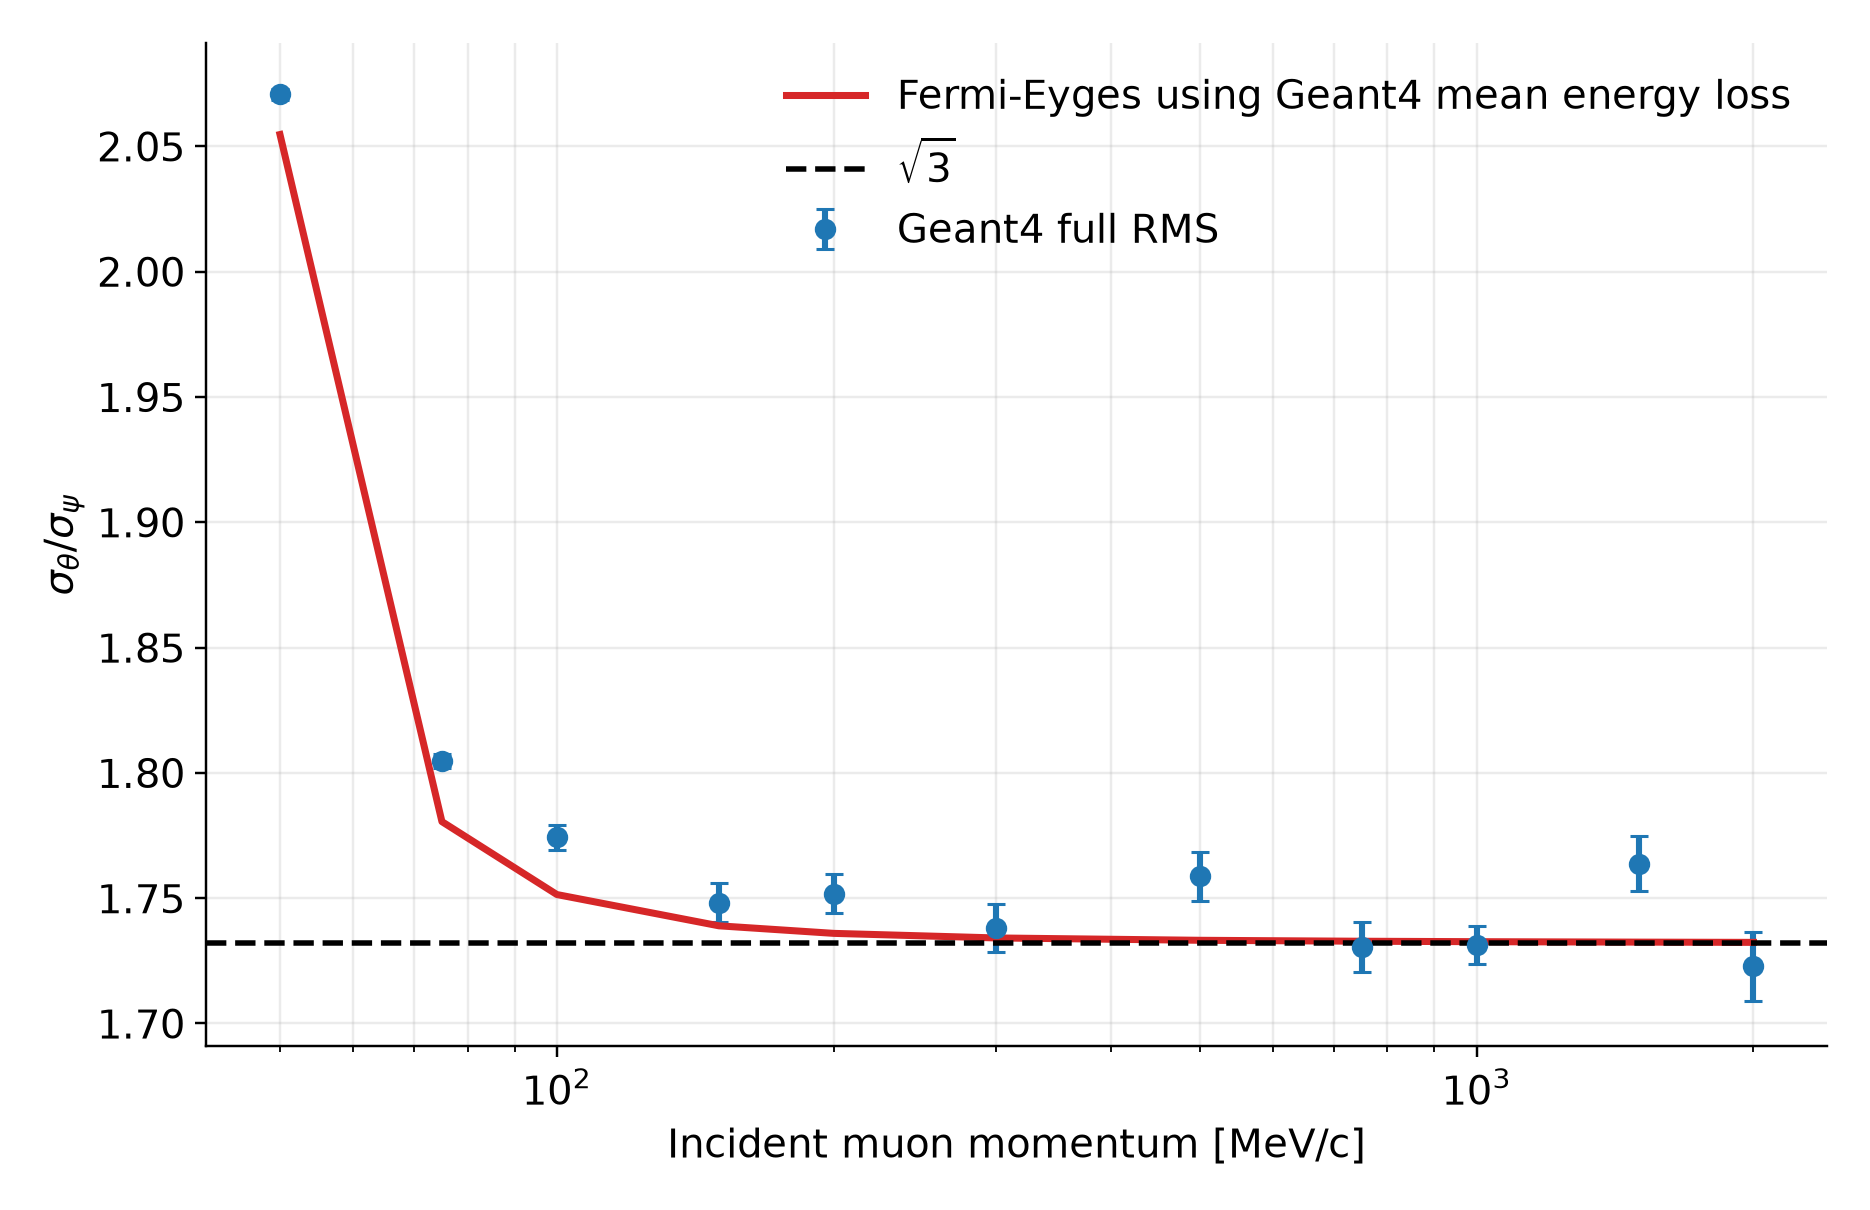 Fermi-Eyges using Geant4 mean energy loss
√3
Geant4 full RMS
σθ/σψ
2.05
2.00
1.95
1.90
1.85
1.80
1.75
1.70
10²
10³
Incident muon momentum [MeV/c]